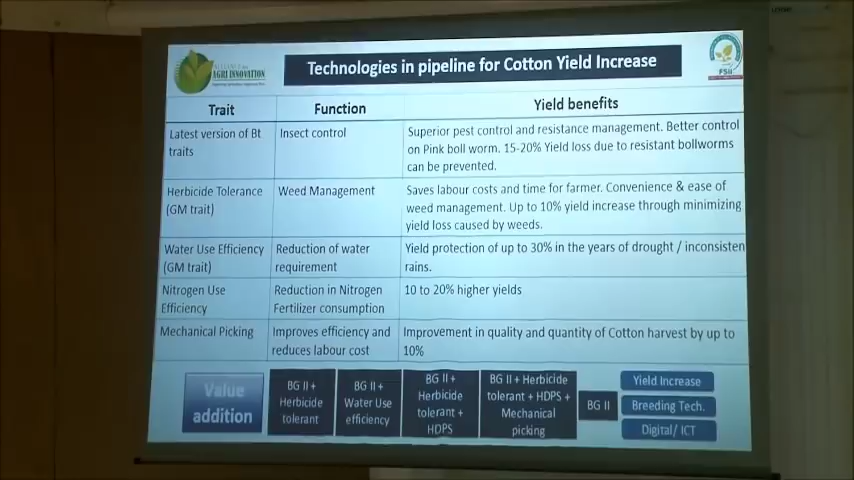 ALLIANCE for
AGRI INNOVATION
Technologies in pipeline for Cotton Yield Increase
FSII
Trait Function Yield benefits
Latest version of Bt
traits
Insect control
Superior pest control and resistance management. Better control
on Pink boll worm. 15-20% Yield loss due to resistant bollworms
can be prevented.
Herbicide Tolerance
(GM trait)
Weed Management
Saves labour costs and time for farmer. Convenience & ease of
weed management. Up to 10% yield increase through minimizing
yield loss caused by weeds.
Water Use Efficiency
(GM trait)
Reduction of water
requirement
Yield protection of up to 30% in the years of drought / inconsisten
rains.
Nitrogen Use
Efficiency
Reduction in Nitrogen
Fertilizer consumption
10 to 20% higher yields
Mechanical Picking
Improves efficiency and
reduces labour cost
Improvement in quality and quantity of Cotton harvest by up to
10%
Value
addition
BG II +
Herbicide
tolerant
BG II +
Water Use
efficiency
BG II +
Herbicide
tolerant +
HDPS
BG II + Herbicide
tolerant + HDPS +
Mechanical
picking
BG II
Yield Increase
Breeding Tech.
Digital/ ICT